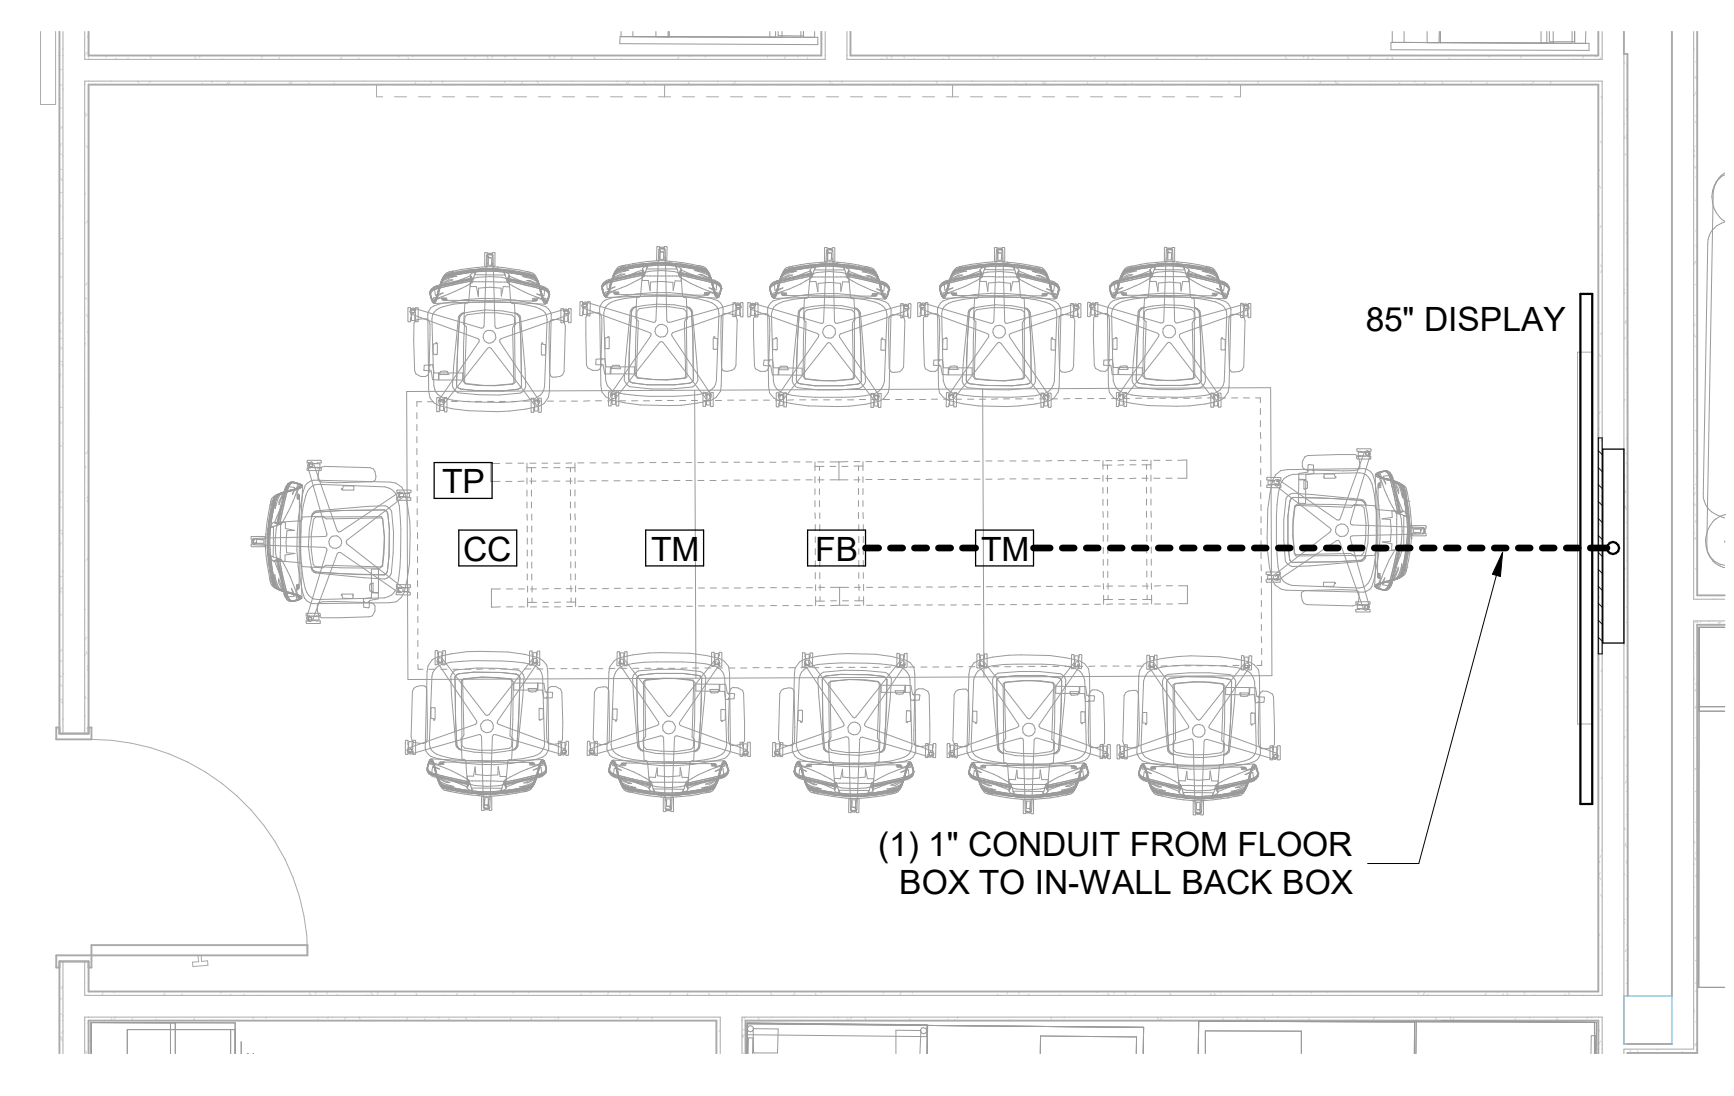 85" DISPLAY
TP
CC
TM
FB
TM
(1) 1" CONDUIT FROM FLOOR
BOX TO IN-WALL BACK BOX